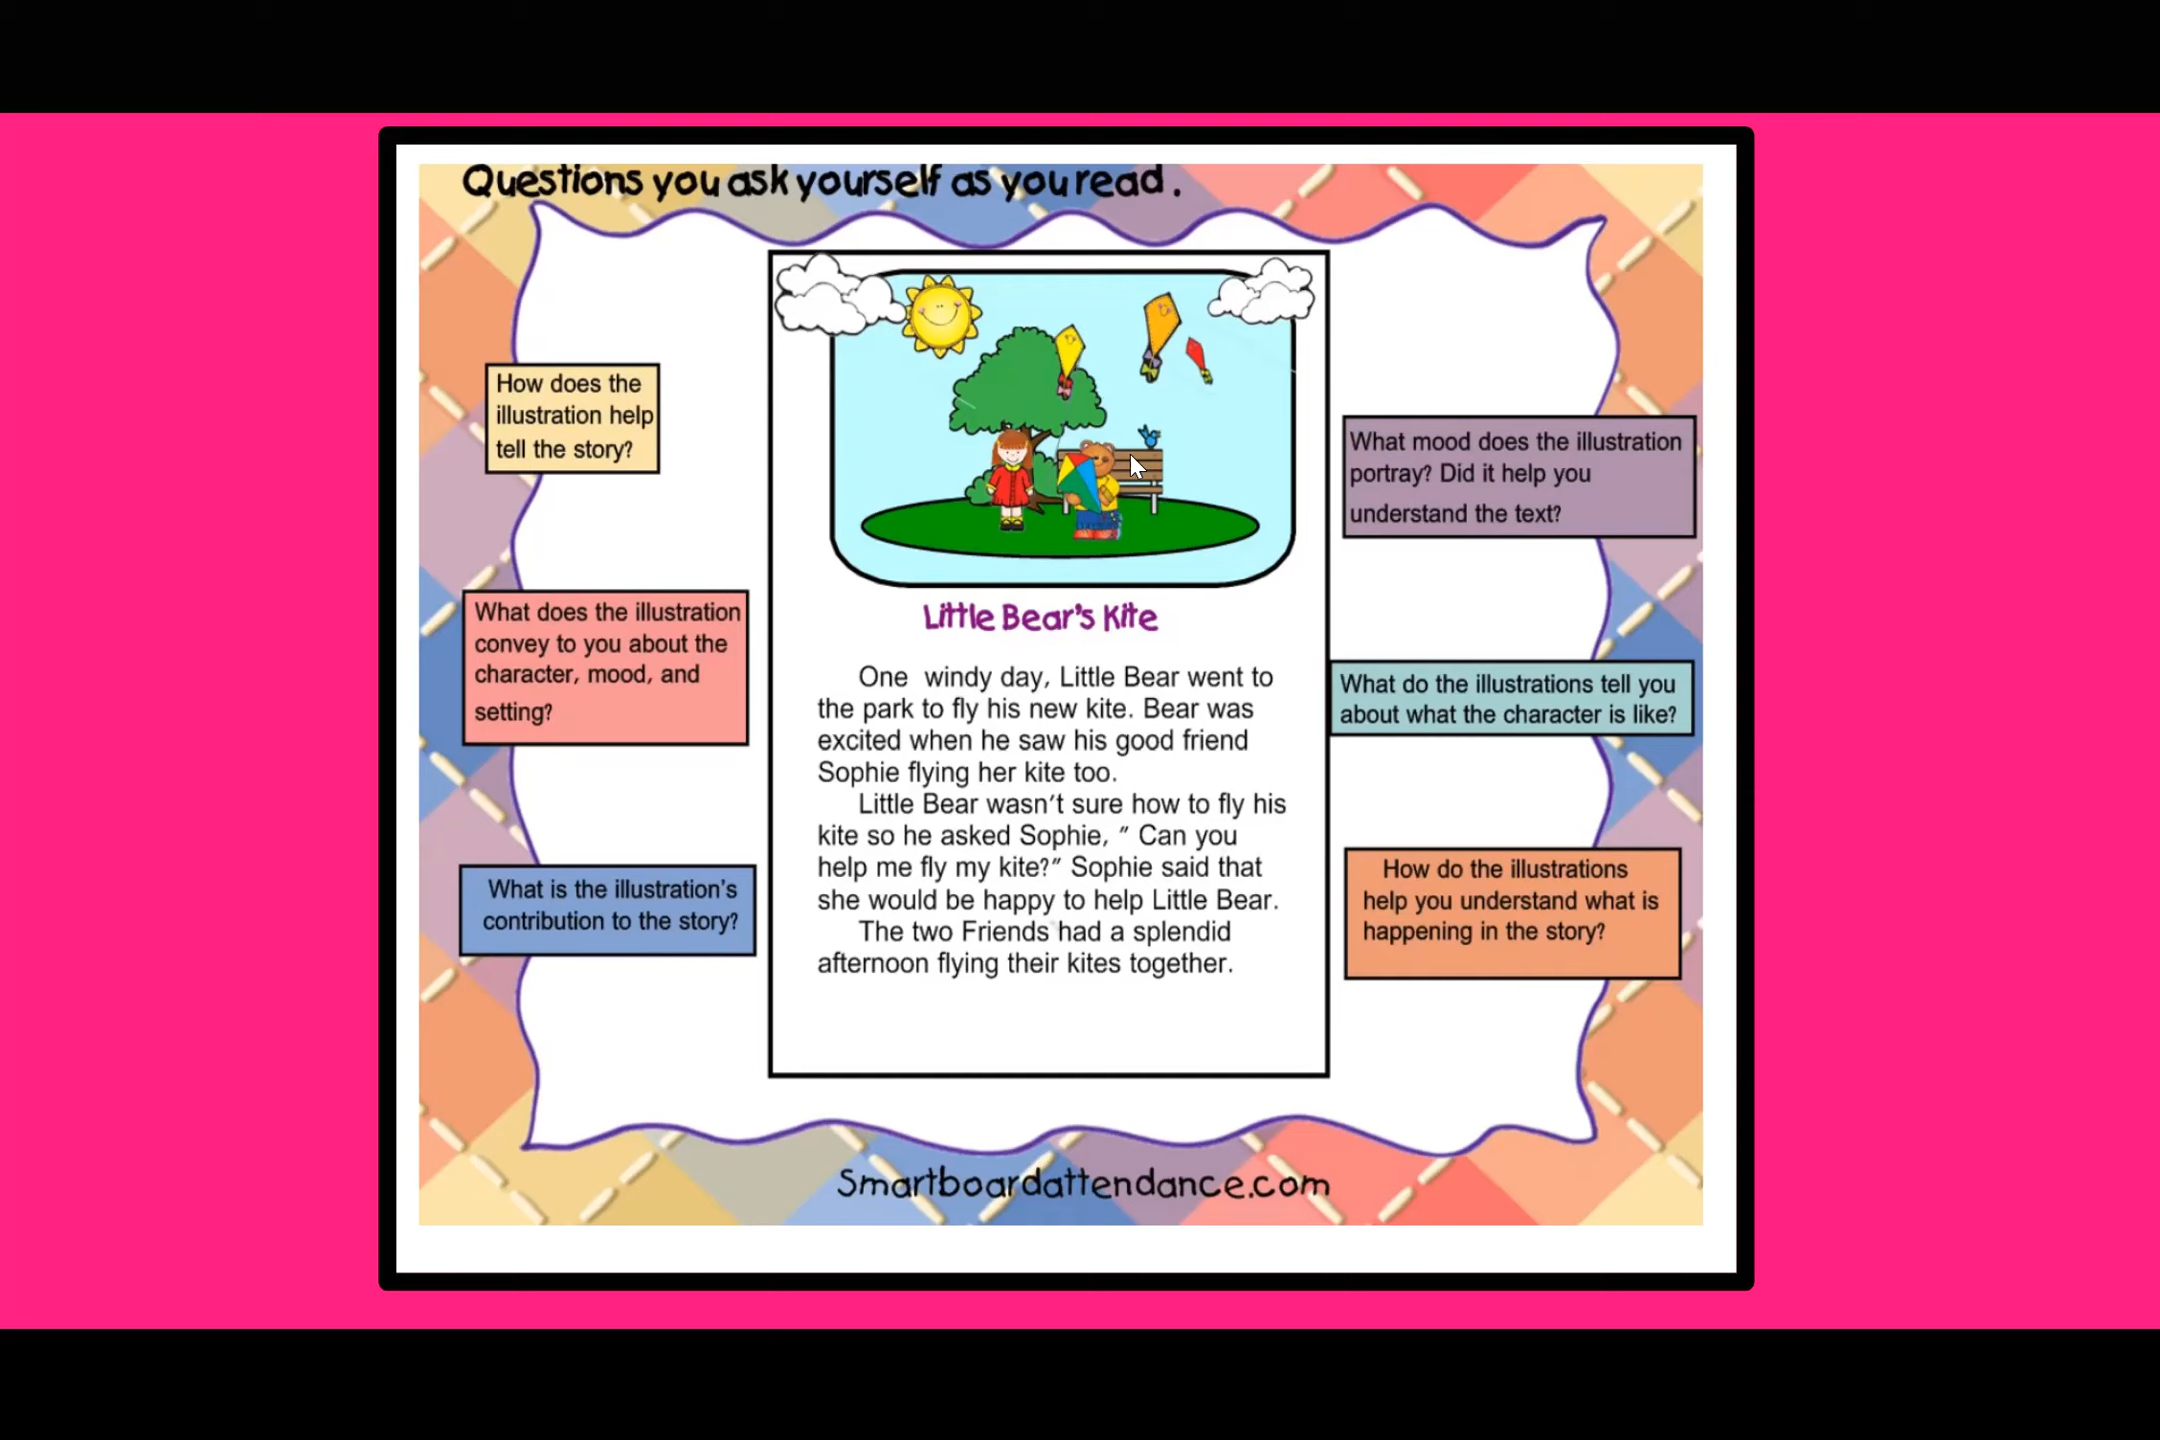 Questions you ask yourself as you read.
How does the
illustration help
tell the story?
What does the illustration
convey to you about the
character, mood, and
setting?
What is the illustration's
contribution to the story?
Little Bear's Kite
One windy day, Little Bear went to
the park to fly his new kite. Bear was
excited when he saw his good friend
Sophie flying her kite too.
Little Bear wasn't sure how to fly his
kite so he asked Sophie, " Can you
help me fly my kite?" Sophie said that
she would be happy to help Little Bear.
The two Friends had a splendid
afternoon flying their kites together.
What mood does the illustration
portray? Did it help you
understand the text?
What do the illustrations tell you
about what the character is like?
How do the illustrations
help you understand what is
happening in the story?
Smartboardattendance.com